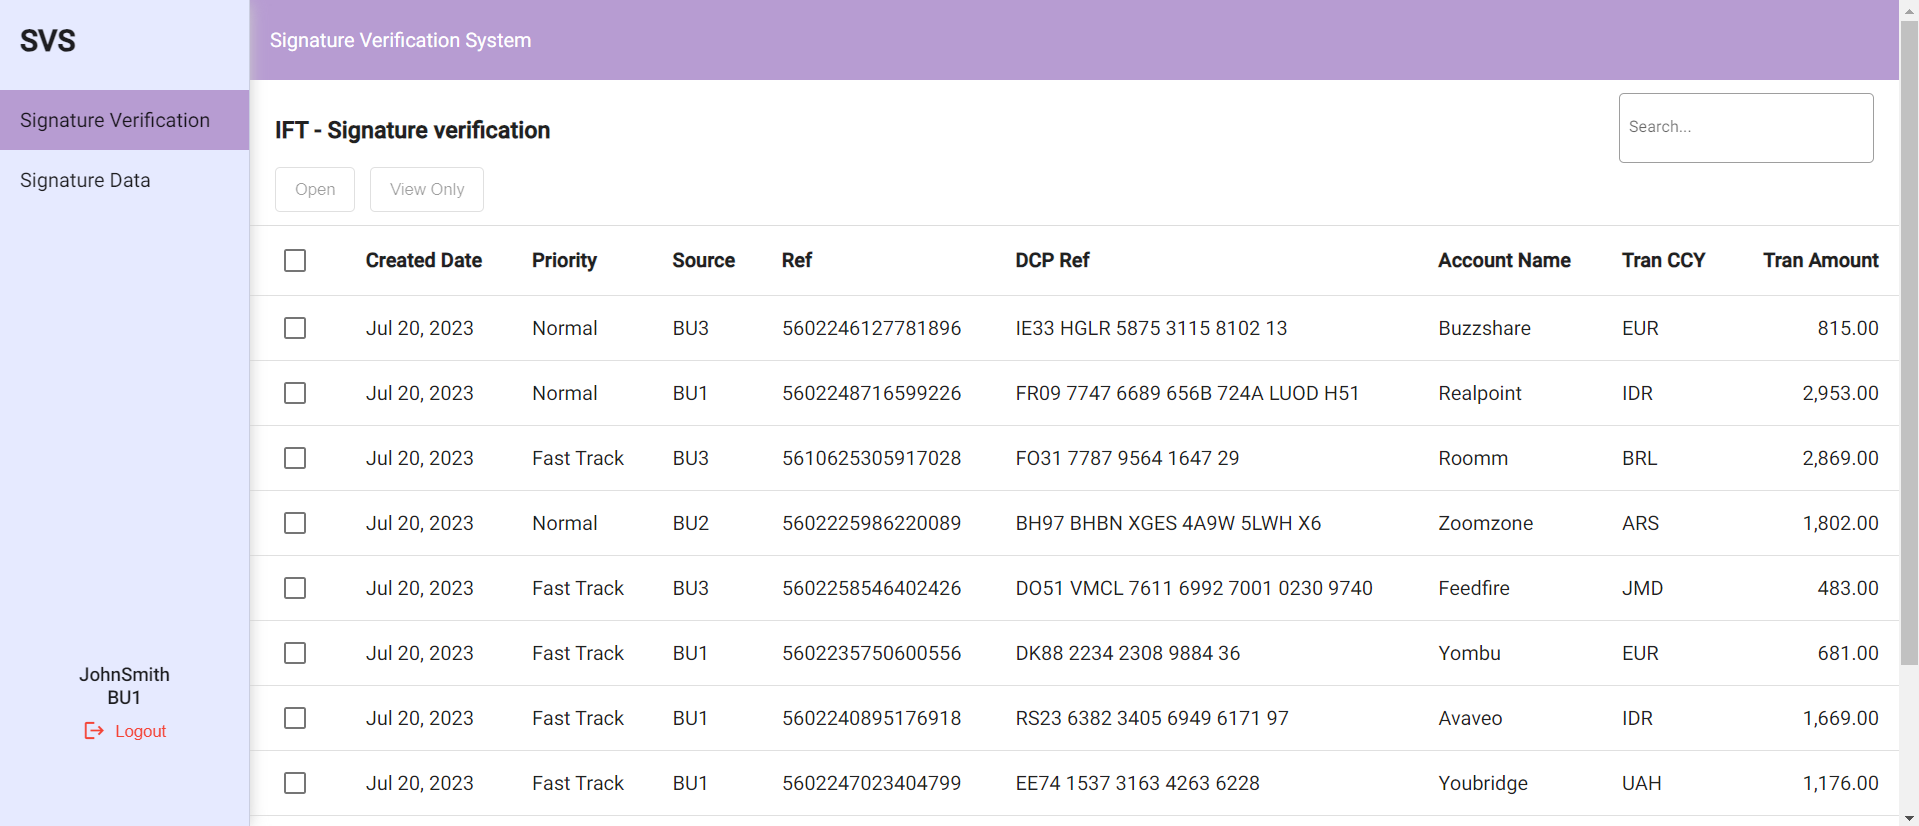 SVS
Signature Verification System
Signature Verification
Signature Data
JohnSmith
BU1
Logout
IFT - Signature verification
Search...
Open View Only
Created Date Priority Source Ref DCP Ref Account Name Tran CCY Tran Amount
Jul 20, 2023 Normal BU3 5602246127781896 IE33 HGLR 5875 3115 8102 13 Buzzshare EUR 815.00
Jul 20, 2023 Normal BU1 5602248716599226 FR09 7747 6689 656B 724A LUOD H51 Realpoint IDR 2,953.00
Jul 20, 2023 Fast Track BU3 5610625305917028 FO31 7787 9564 1647 29 Roomm BRL 2,869.00
Jul 20, 2023 Normal BU2 5602225986220089 BH97 BHBN XGES 4A9W 5LWH X6 Zoomzone ARS 1,802.00
Jul 20, 2023 Fast Track BU3 5602258546402426 DO51 VMCL 7611 6992 7001 0230 9740 Feedfire JMD 483.00
Jul 20, 2023 Fast Track BU1 5602235750600556 DK88 2234 2308 9884 36 Yombu EUR 681.00
Jul 20, 2023 Fast Track BU1 5602240895176918 RS23 6382 3405 6949 6171 97 Avaveo IDR 1,669.00
Jul 20, 2023 Fast Track BU1 5602247023404799 EE74 1537 3163 4263 6228 Youbridge UAH 1,176.00